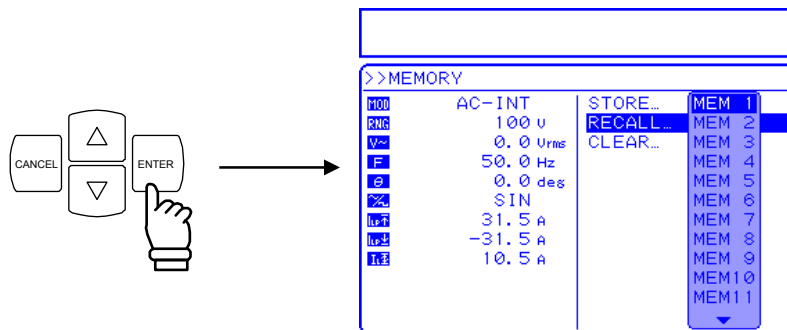 CANCEL
ENTER
>>MEMORY
MOD AC-INT
RNG 100 V
V~ 0.0 Vrms
F 50.0 Hz
θ 0.0 deg
SIN
31.5 A
-31.5 A
10.5 A
STORE…
RECALL…
CLEAR…
MEM 1
MEM 2
MEM 3
MEM 4
MEM 5
MEM 6
MEM 7
MEM 8
MEM 9
MEM10
MEM11